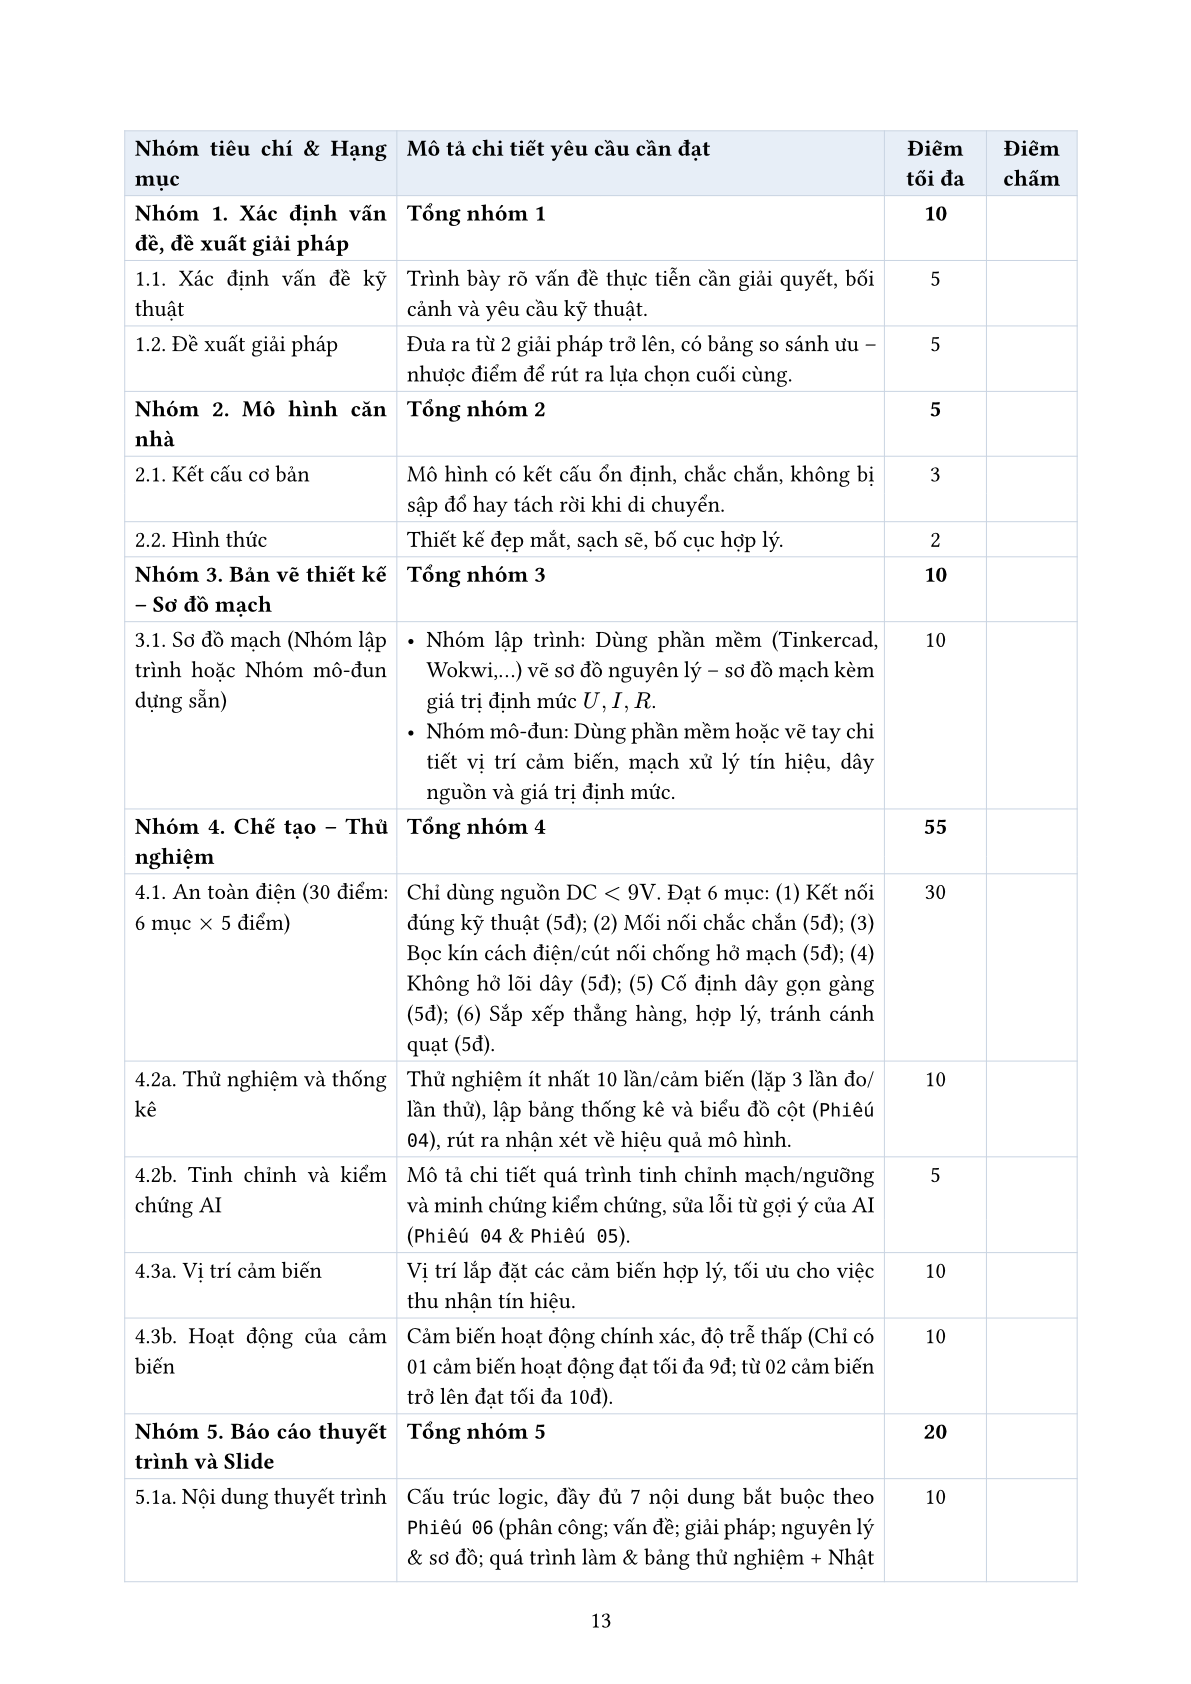 Nhóm tiêu chí & Hạng mục | Mô tả chi tiết yêu cầu cần đạt | Điểm tối đa | Điểm chấm
Nhóm 1. Xác định vấn đề, đề xuất giải pháp | Tổng nhóm 1 | 10
1.1. Xác định vấn đề kỹ thuật | Trình bày rõ vấn đề thực tiễn cần giải quyết, bối cảnh và yêu cầu kỹ thuật. | 5
1.2. Đề xuất giải pháp | Đưa ra từ 2 giải pháp trở lên, có bảng so sánh ưu – nhược điểm để rút ra lựa chọn cuối cùng. | 5
Nhóm 2. Mô hình căn nhà | Tổng nhóm 2 | 5
2.1. Kết cấu cơ bản | Mô hình có kết cấu ổn định, chắc chắn, không bị sập đổ hay tách rời khi di chuyển. | 3
2.2. Hình thức | Thiết kế đẹp mắt, sạch sẽ, bố cục hợp lý. | 2
Nhóm 3. Bản vẽ thiết kế – Sơ đồ mạch | Tổng nhóm 3 | 10
3.1. Sơ đồ mạch (Nhóm lập trình hoặc Nhóm mô-đun dựng sẵn) | • Nhóm lập trình: Dùng phần mềm (Tinkercad, Wokwi,…) vẽ sơ đồ nguyên lý – sơ đồ mạch kèm giá trị định mức U, I, R. | 10
• Nhóm mô-đun: Dùng phần mềm hoặc vẽ tay chi tiết vị trí cảm biến, mạch xử lý tín hiệu, dây nguồn và giá trị định mức.
Nhóm 4. Chế tạo – Thử nghiệm | Tổng nhóm 4 | 55
4.1. An toàn điện (30 điểm: 6 mục × 5 điểm) | Chỉ dùng nguồn DC < 9V. Đạt 6 mục: (1) Kết nối đúng kỹ thuật (5đ); (2) Mối nối chắc chắn (5đ); (3) Bọc kín cách điện/cút nối chống hở mạch (5đ); (4) Không hở lõi dây (5đ); (5) Cố định dây gọn gàng (5đ); (6) Sắp xếp thẳng hàng, hợp lý, tránh cánh quạt (5đ). | 30
4.2a. Thử nghiệm và thống kê | Thử nghiệm ít nhất 10 lần/cảm biến (lặp 3 lần đo/lần thử), lập bảng thống kê và biểu đồ cột (Phiếu 04), rút ra nhận xét về hiệu quả mô hình. | 10
4.2b. Tinh chỉnh và kiểm chứng AI | Mô tả chi tiết quá trình tinh chỉnh mạch/ngưỡng và minh chứng kiểm chứng, sửa lỗi từ gợi ý của AI (Phiếu 04 & Phiếu 05). | 5
4.3a. Vị trí cảm biến | Vị trí lắp đặt các cảm biến hợp lý, tối ưu cho việc thu nhận tín hiệu. | 10
4.3b. Hoạt động của cảm biến | Cảm biến hoạt động chính xác, độ trễ thấp (Chỉ có 01 cảm biến hoạt động đạt tối đa 9đ; từ 02 cảm biến trở lên đạt tối đa 10đ). | 10
Nhóm 5. Báo cáo thuyết trình và Slide | Tổng nhóm 5 | 20
5.1a. Nội dung thuyết trình | Cấu trúc logic, đầy đủ 7 nội dung bắt buộc theo Phiếu 06 (phân công; vấn đề; giải pháp; nguyên lý & sơ đồ; quá trình làm & bảng thử nghiệm + Nhật | 10
13